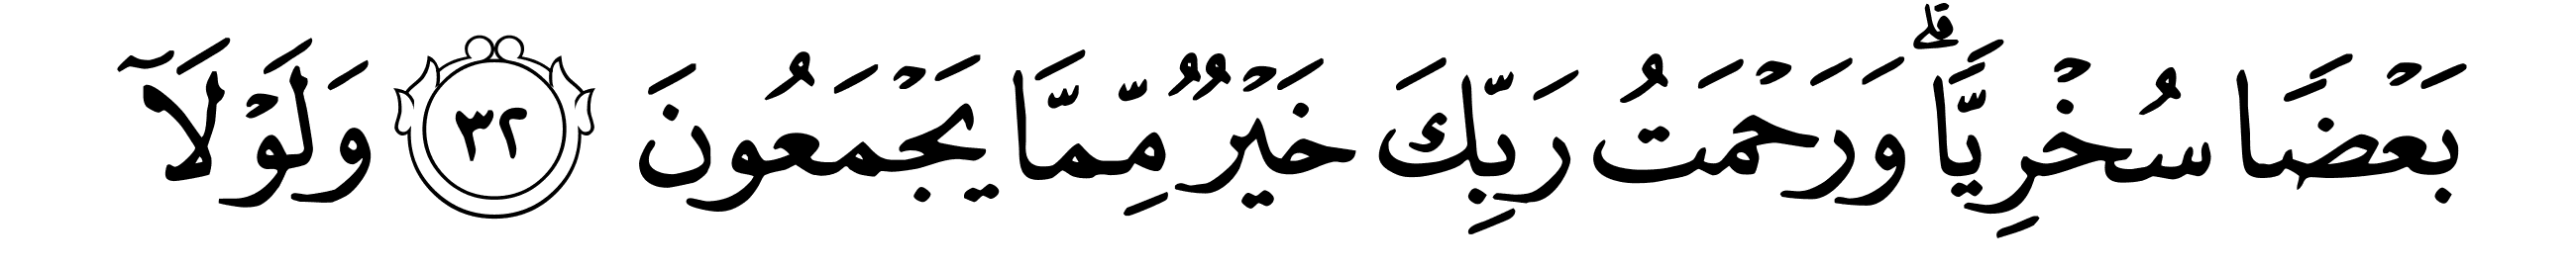 بَعۡضٗا سُخۡرِيّٗاۗ وَرَحۡمَتُ رَبِّكَ خَيۡرٞ مِّمَّا يَجۡمَعُونَ ٣٢ وَلَوۡلَآ